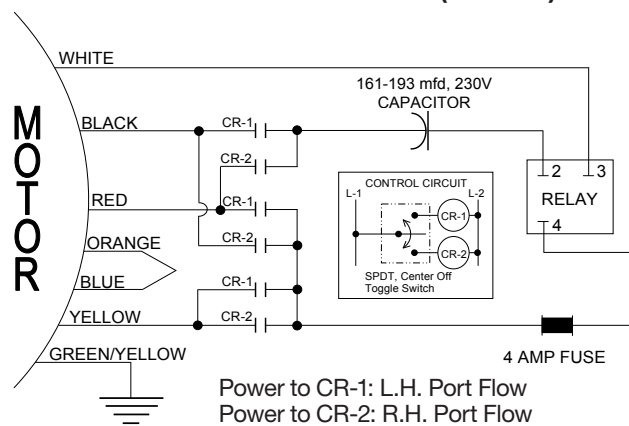 WHITE
161-193 mfd, 230V
CAPACITOR
MOTOR
BLACK
CR-1
CR-2
2
3
RELAY
4
RED
CR-1
CR-2
CONTROL CIRCUIT
L-1
L-2
CR-1
CR-2
SPDT, Center Off
Toggle Switch
ORANGE
BLUE
CR-1
YELLOW
CR-2
4 AMP FUSE
GREEN/YELLOW
Power to CR-1: L.H. Port Flow
Power to CR-2: R.H. Port Flow